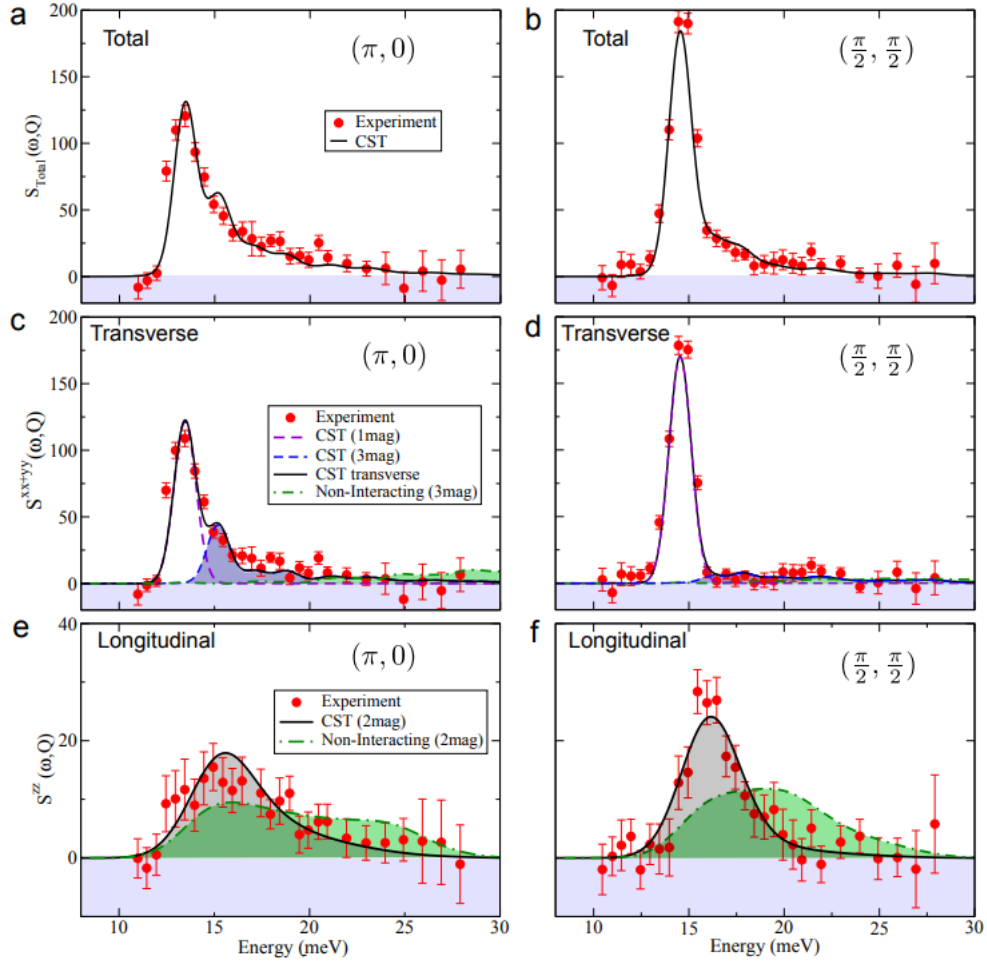 a
Total
(π, 0)
200
150
100
50
0
S_Total (ω,Q)
Experiment
CST
b
Total
(π/2, π/2)
c
Transverse
(π, 0)
200
150
100
50
0
S^xx+yy (ω,Q)
Experiment
CST (1mag)
CST (3mag)
CST transverse
Non-Interacting (3mag)
d
Transverse
(π/2, π/2)
e
Longitudinal
(π, 0)
40
20
0
S^zz (ω,Q)
Experiment
CST (2mag)
Non-Interacting (2mag)
10 15 20 25 30
Energy (meV)
f
Longitudinal
(π/2, π/2)
10 15 20 25 30
Energy (meV)